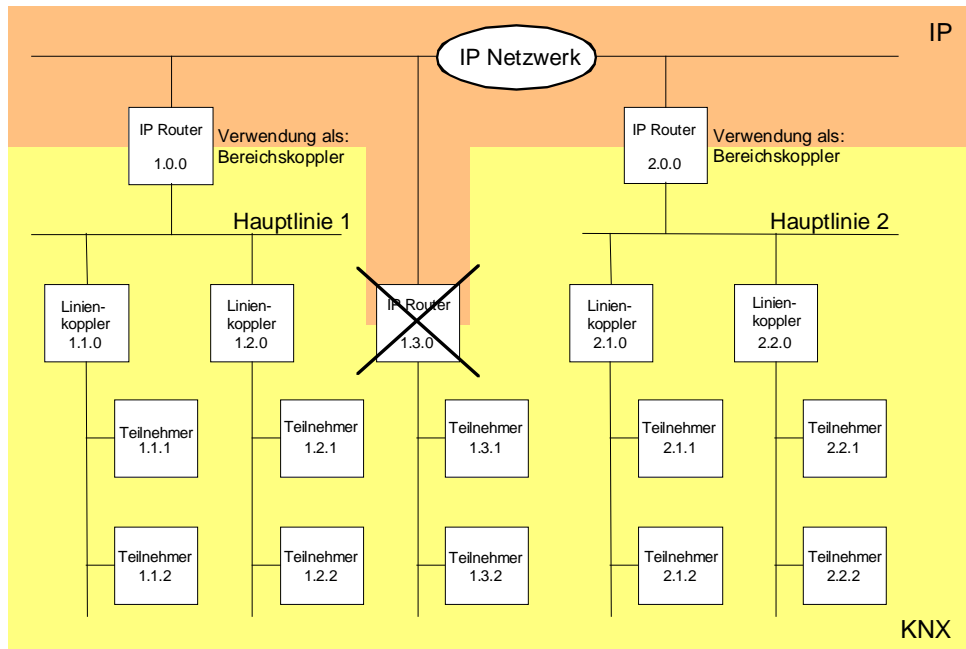 IP
IP Netzwerk
IP Router
1.0.0
Verwendung als:
Bereichskoppler
IP Router
2.0.0
Verwendung als:
Bereichskoppler
Hauptlinie 1
Hauptlinie 2
Linien-
koppler
1.1.0
Linien-
koppler
1.2.0
IP Router
1.3.0
Linien-
koppler
2.1.0
Linien-
koppler
2.2.0
Teilnehmer
1.1.1
Teilnehmer
1.2.1
Teilnehmer
1.3.1
Teilnehmer
2.1.1
Teilnehmer
2.2.1
Teilnehmer
1.1.2
Teilnehmer
1.2.2
Teilnehmer
1.3.2
Teilnehmer
2.1.2
Teilnehmer
2.2.2
KNX